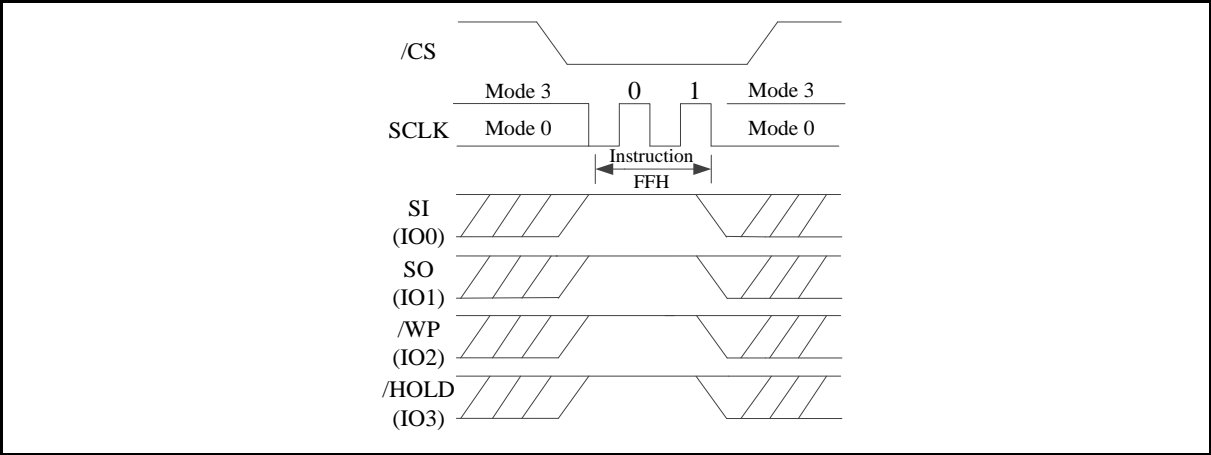 /CS
Mode 3 0 1 Mode 3
SCLK Mode 0 Mode 0
Instruction
FFH
SI
(IO0)
SO
(IO1)
/WP
(IO2)
/HOLD
(IO3)